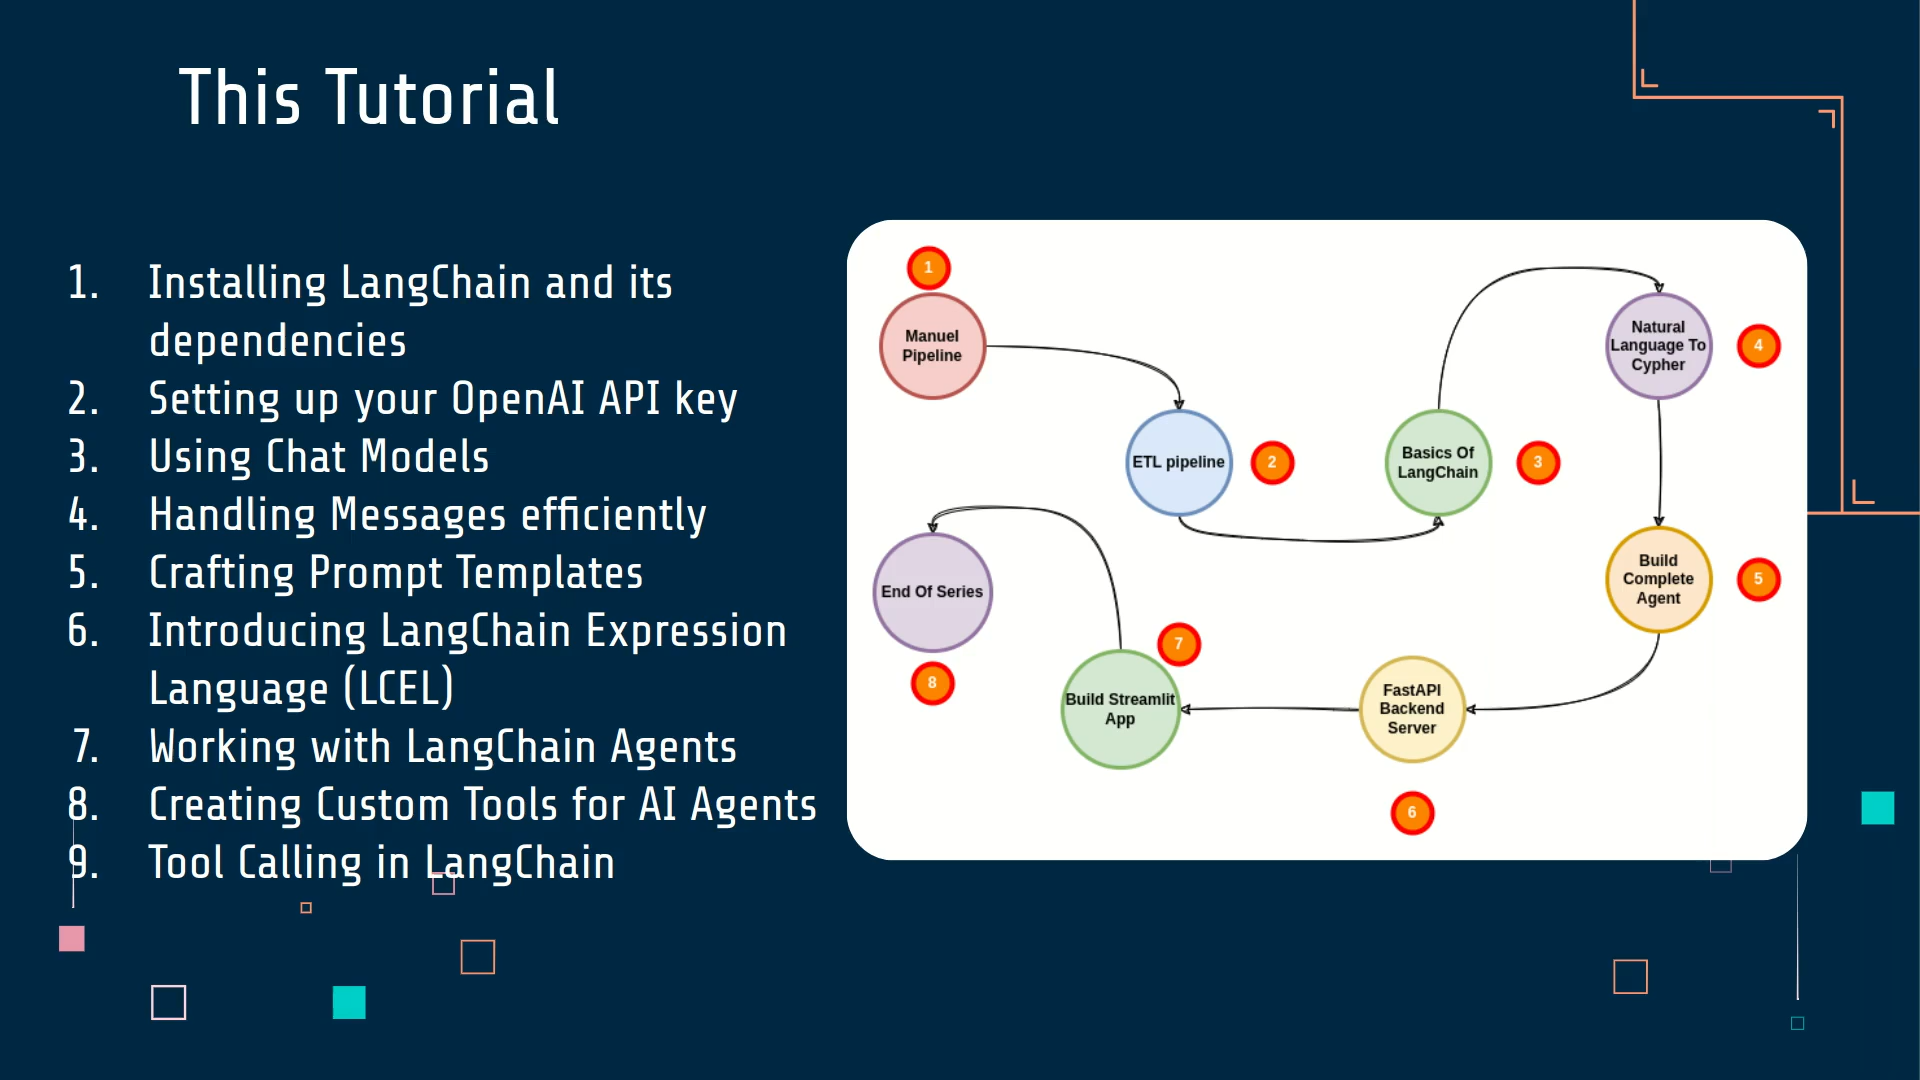 This Tutorial
1. Installing LangChain and its
dependencies
2. Setting up your OpenAI API key
3. Using Chat Models
4. Handling Messages efficiently
5. Crafting Prompt Templates
6. Introducing LangChain Expression
Language (LCEL)
7. Working with LangChain Agents
8. Creating Custom Tools for AI Agents
9. Tool Calling in LangChain
1
Manuel
Pipeline
ETL pipeline
2
Basics Of
LangChain
3
Natural
Language To
Cypher
4
Build
Complete
Agent
5
FastAPI
Backend
Server
6
Build Streamlit
App
7
End Of Series
8